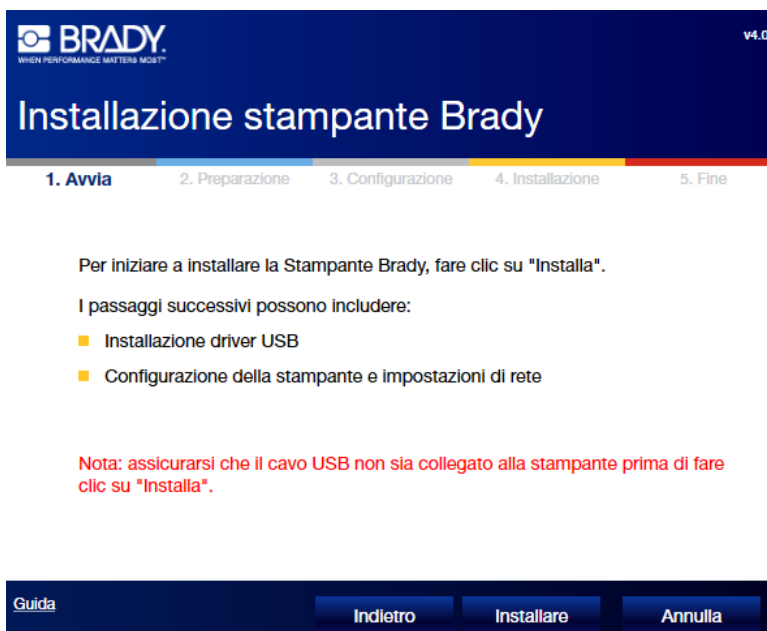 BRADY.
WHEN PERFORMANCE MATTERS MOST™
v4.0
Installazione stampante Brady
1. Avvia
2. Preparazione
3. Configurazione
4. Installazione
5. Fine
Per iniziare a installare la Stampante Brady, fare clic su "Installa".
I passaggi successivi possono includere:
Installazione driver USB
Configurazione della stampante e impostazioni di rete
Nota: assicurarsi che il cavo USB non sia collegato alla stampante prima di fare
clic su "Installa".
Guida
Indietro
Installare
Annulla